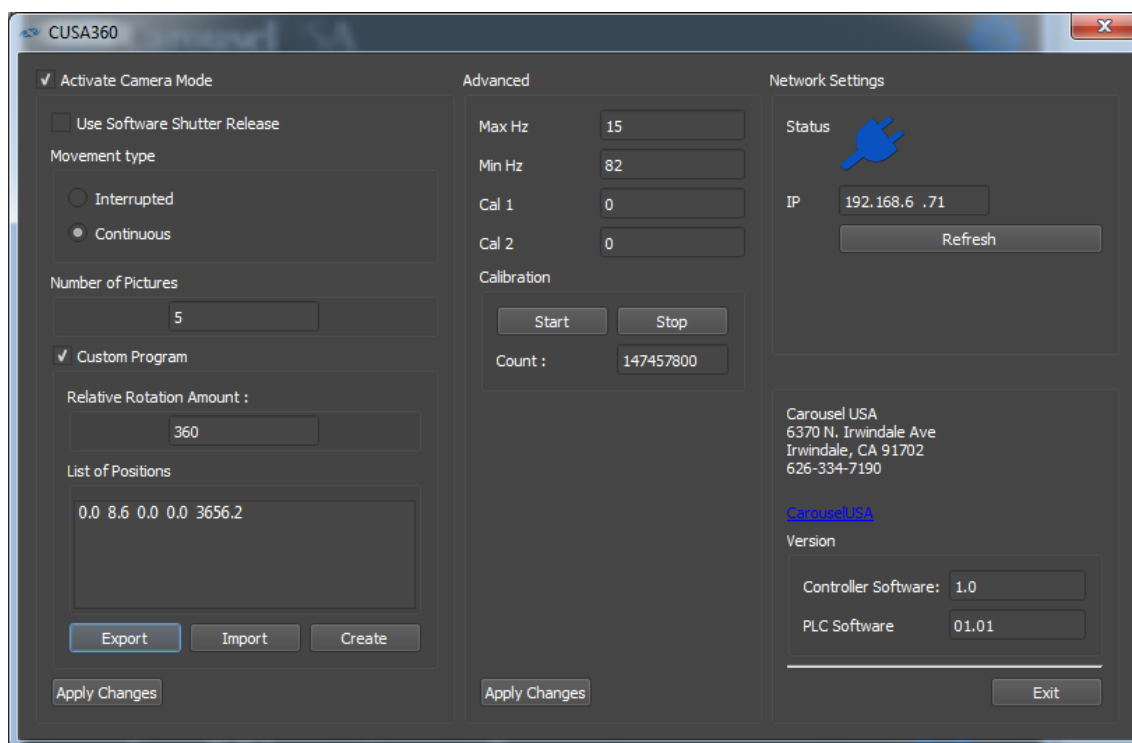 CUSA360
Activate Camera Mode
Use Software Shutter Release
Movement type
Interrupted
Continuous
Number of Pictures
5
Custom Program
Relative Rotation Amount :
360
List of Positions
0.0 8.6 0.0 0.0 3656.2
Export Import Create
Apply Changes
Advanced
Max Hz 15
Min Hz 82
Cal 1 0
Cal 2 0
Calibration
Start Stop
Count : 147457800
Apply Changes
Network Settings
Status
IP 192.168.6 .71
Refresh
Carousel USA
6370 N. Irwindale Ave
Irwindale, CA 91702
626-334-7190
CarouselUSA
Version
Controller Software: 1.0
PLC Software 01.01
Exit